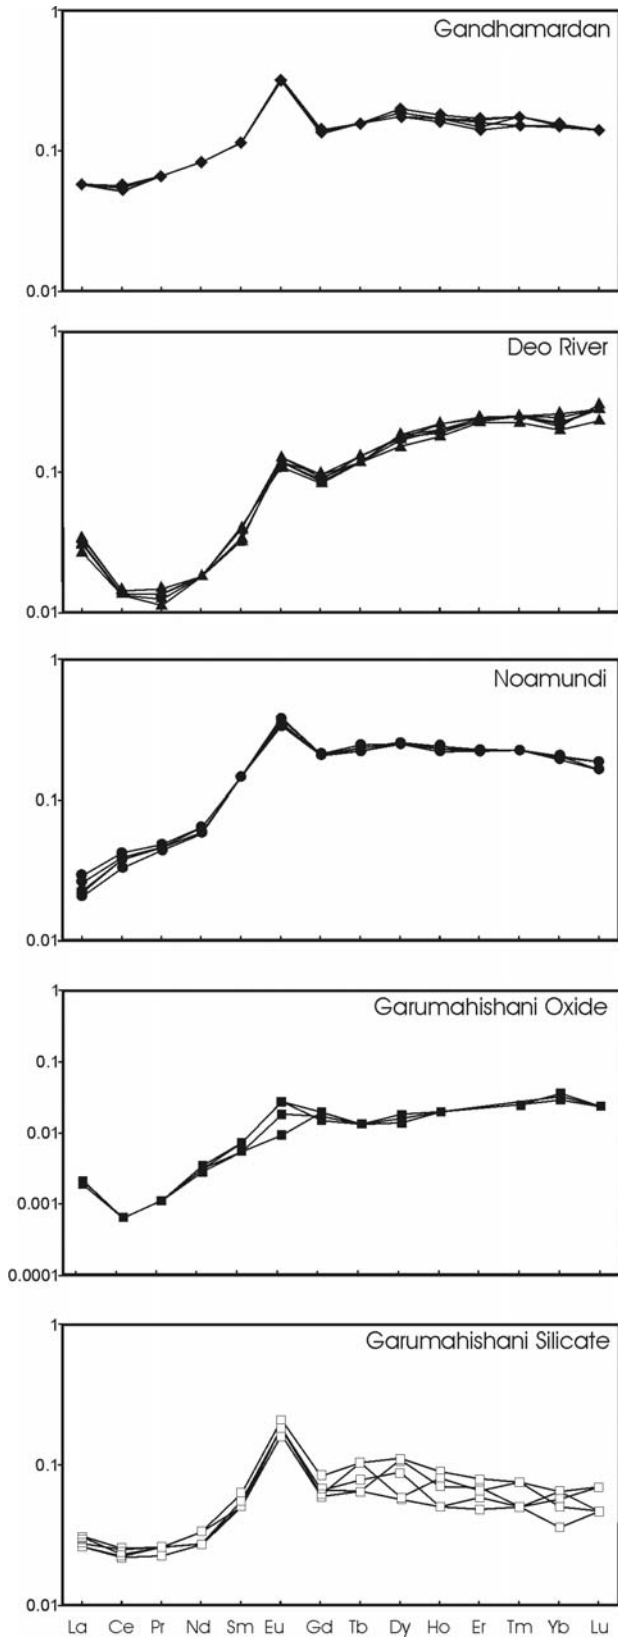 1
Gandhamardan
0.1
0.01
1
Deo River
0.1
0.01
1
Noamundi
0.1
0.01
1
Garumahishani Oxide
0.1
0.01
0.001
0.0001
1
Garumahishani Silicate
0.1
0.01
La Ce Pr Nd Sm Eu Gd Tb Dy Ho Er Tm Yb Lu